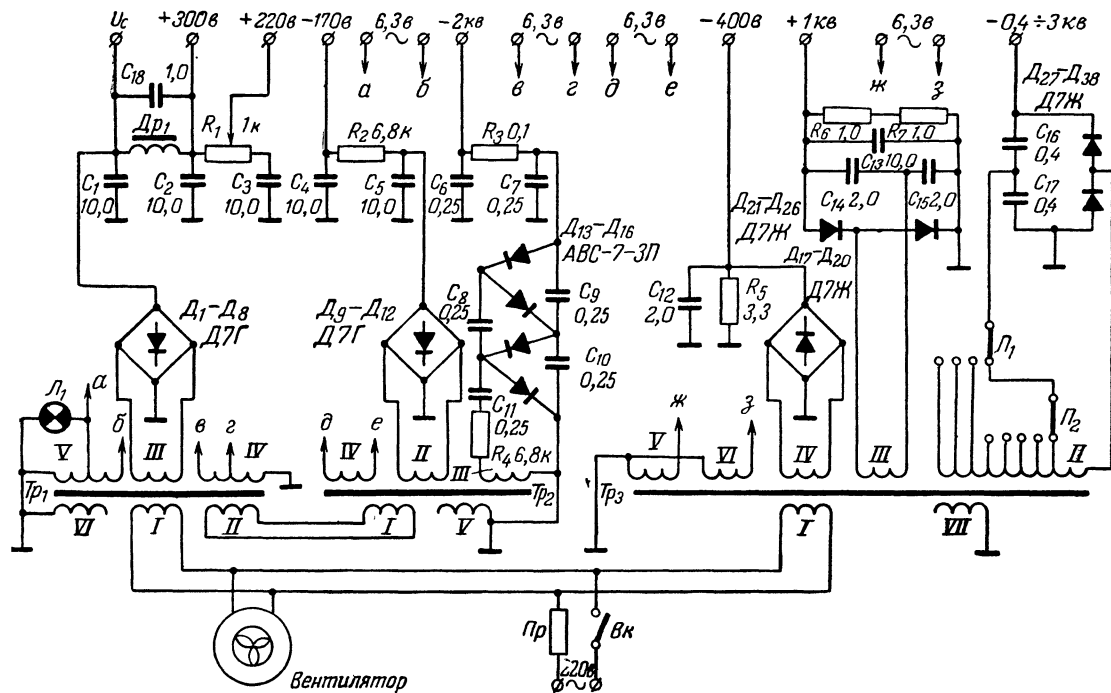 Uс +300в +220в −170в 6,3в ~ −2кв 6,3в ~ 6,3в ~ −400в +1кв 6,3в ~ −0,4÷3кв
а б в г д е ж з
C18 1,0
Др1
R1 1к
R2 6,8к
R3 0,1
R6 1,0
R7 1,0
Д27−Д38
Д7Ж
C16
0,4
C17
0,4
C13 10,0
C14 2,0
C15 2,0
C1
10,0
C2
10,0
C3
10,0
C4
10,0
C5
10,0
C6
0,25
C7
0,25
Д21−Д26
Д7Ж
Д17−Д20
Д7Ж
Д13−Д16
АВС-7-3П
C8
0,25
C9
0,25
C10
0,25
C11
0,25
R4 6,8к
C12
2,0
R5
3,3
Д1−Д8
Д7Г
Д9−Д12
Д7Г
Л1
а
б
в
г
д
е
ж
з
П1
П2
V III IV IV II III V VI IV III II
Тр1 Тр2 Тр3
VI I II I V I VII
Пр
Вк
220в
~
Вентилятор